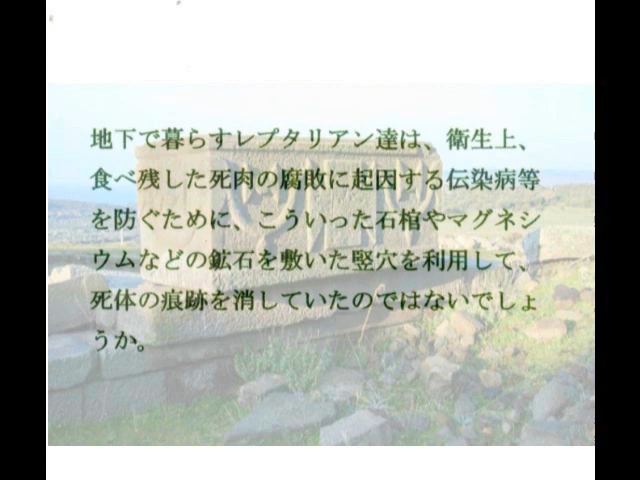 地下で暮らすレプタリアン達は、衛生上、
食べ残した死肉の腐敗に起因する伝染病等
を防ぐために、こういった石棺やマグネシ
ウムなどの鉱石を敷いた竪穴を利用して、
死体の痕跡を消していたのではないでしょ
うか。